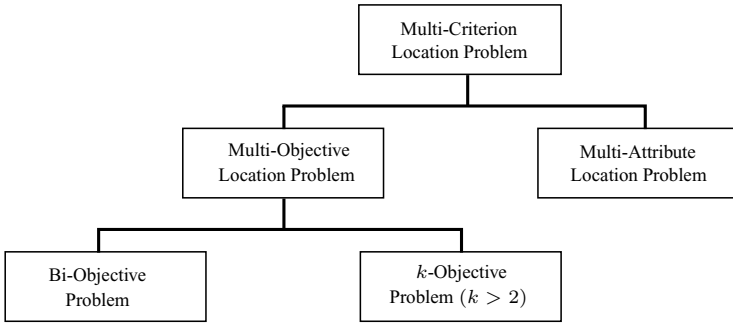 Multi-Criterion
Location Problem
Multi-Objective
Location Problem
Multi-Attribute
Location Problem
Bi-Objective
Problem
k-Objective
Problem (k > 2)